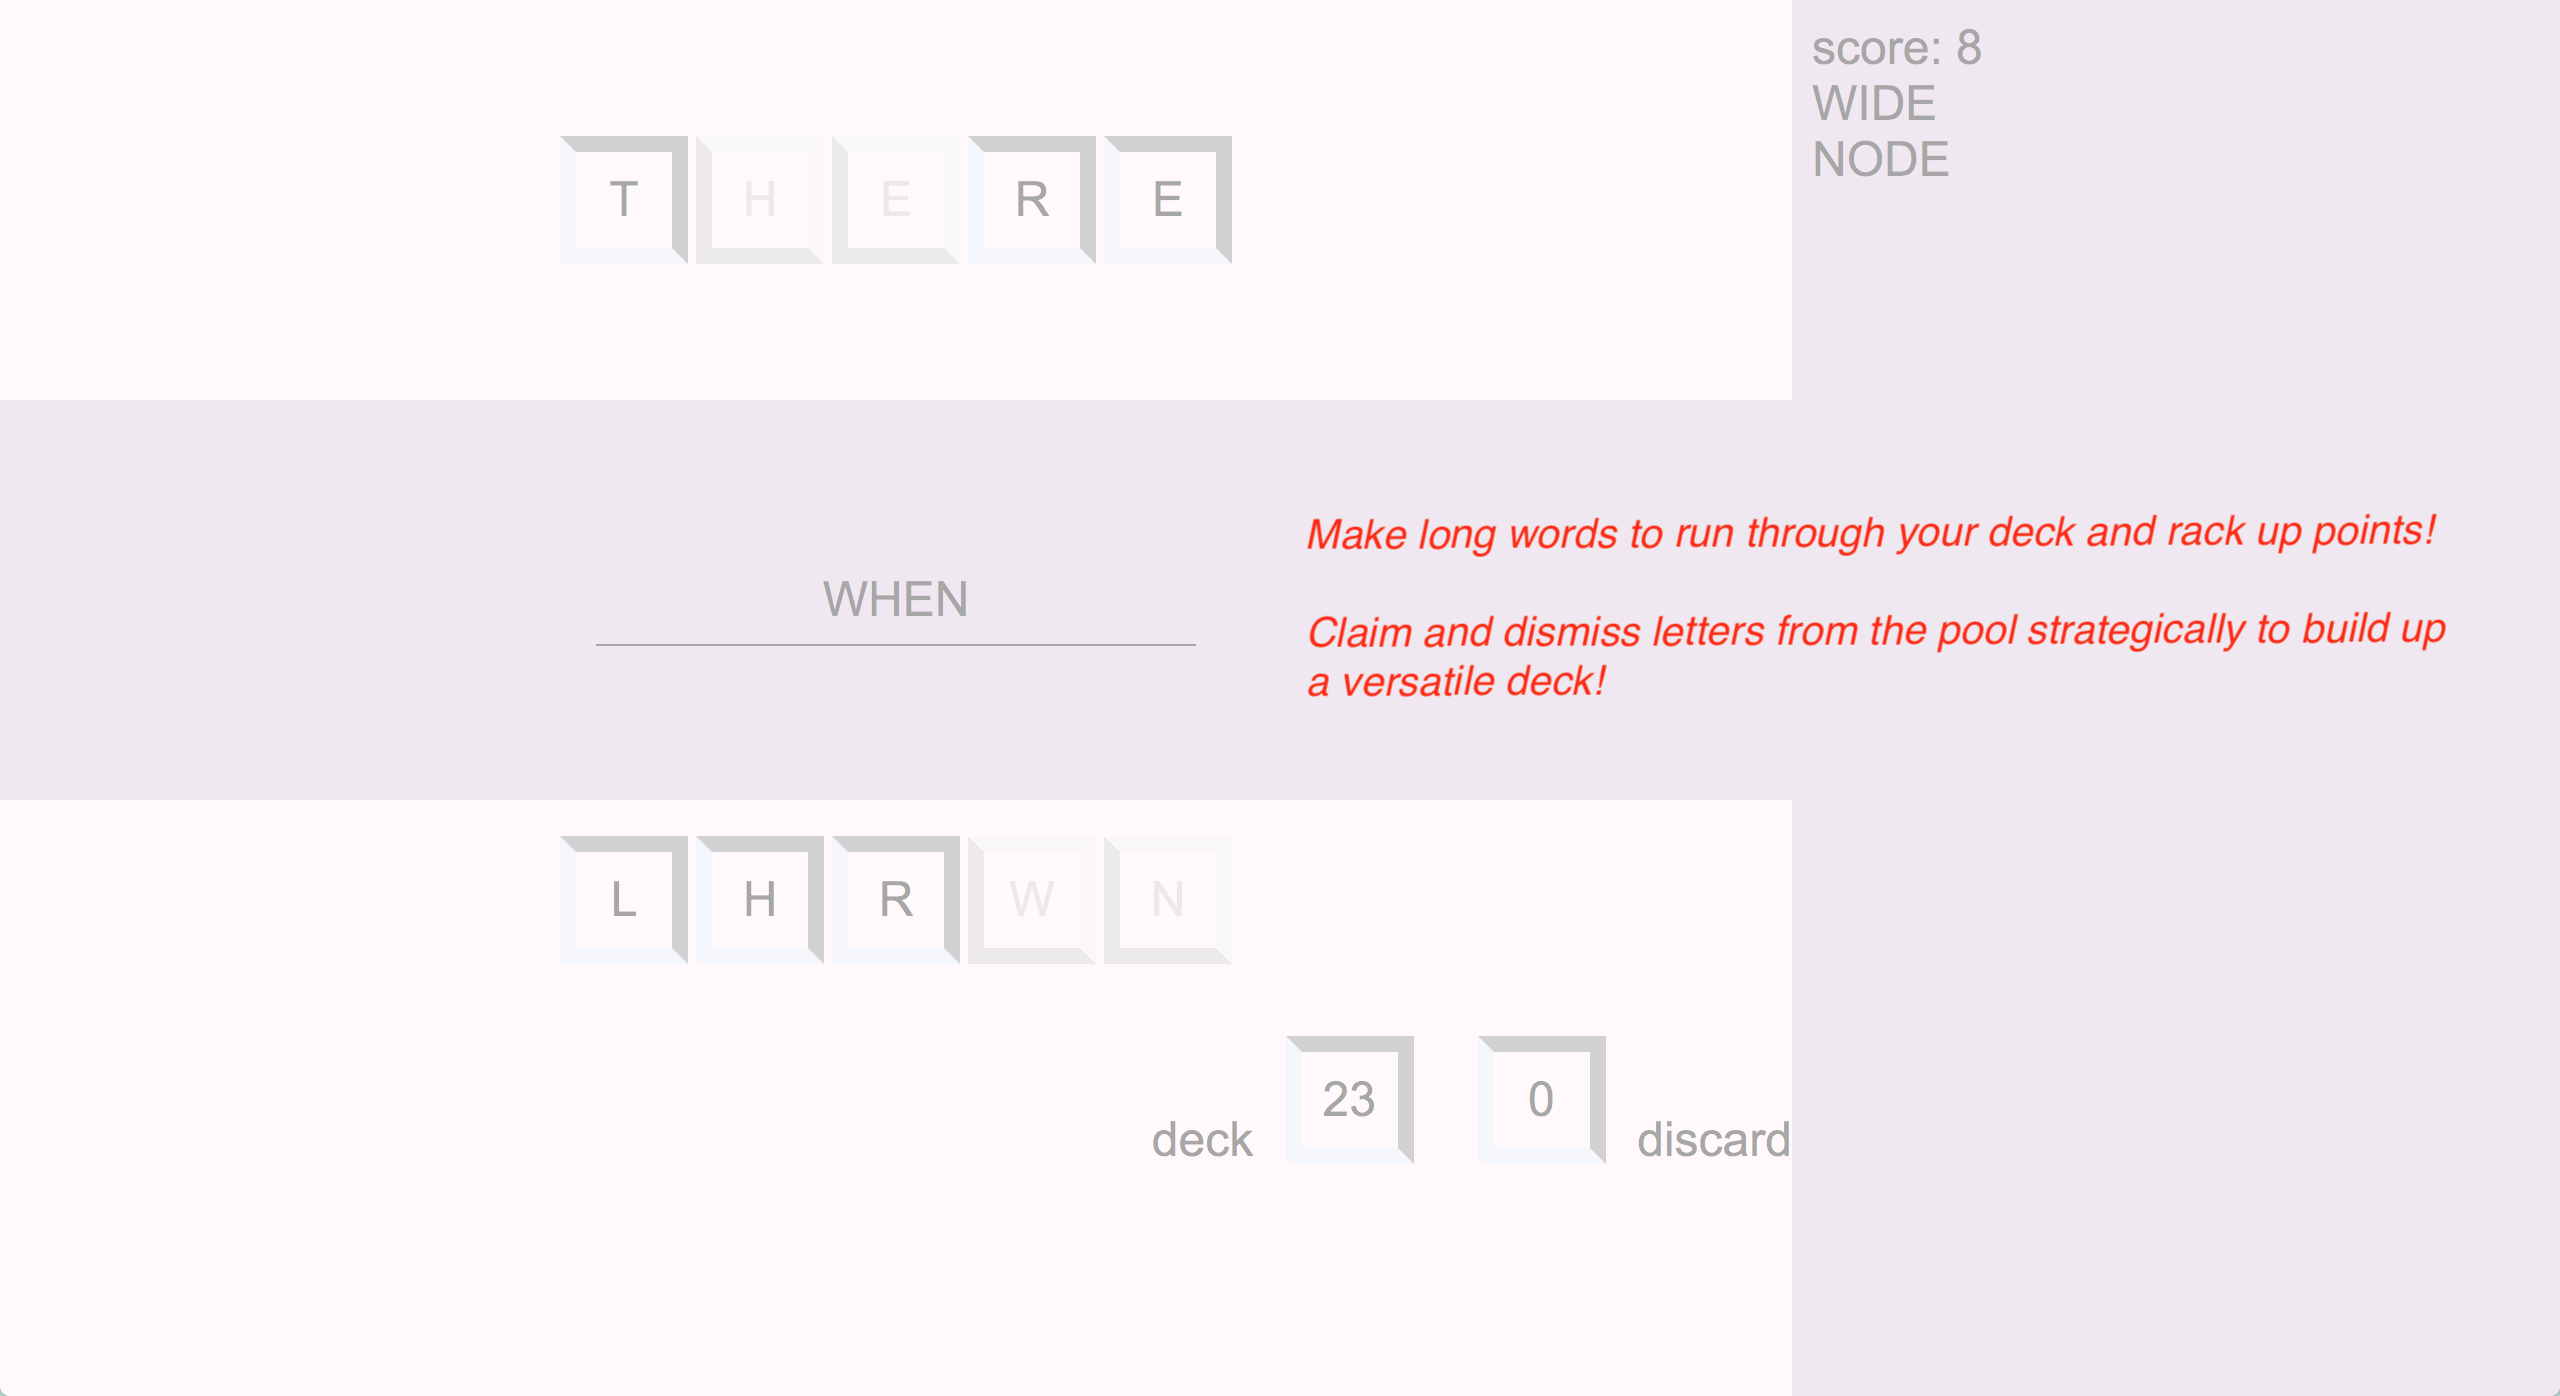 score: 8
WIDE
NODE
T H E R E
WHEN
Make long words to run through your deck and rack up points!
Claim and dismiss letters from the pool strategically to build up
a versatile deck!
L H R W N
deck 23 0 discard